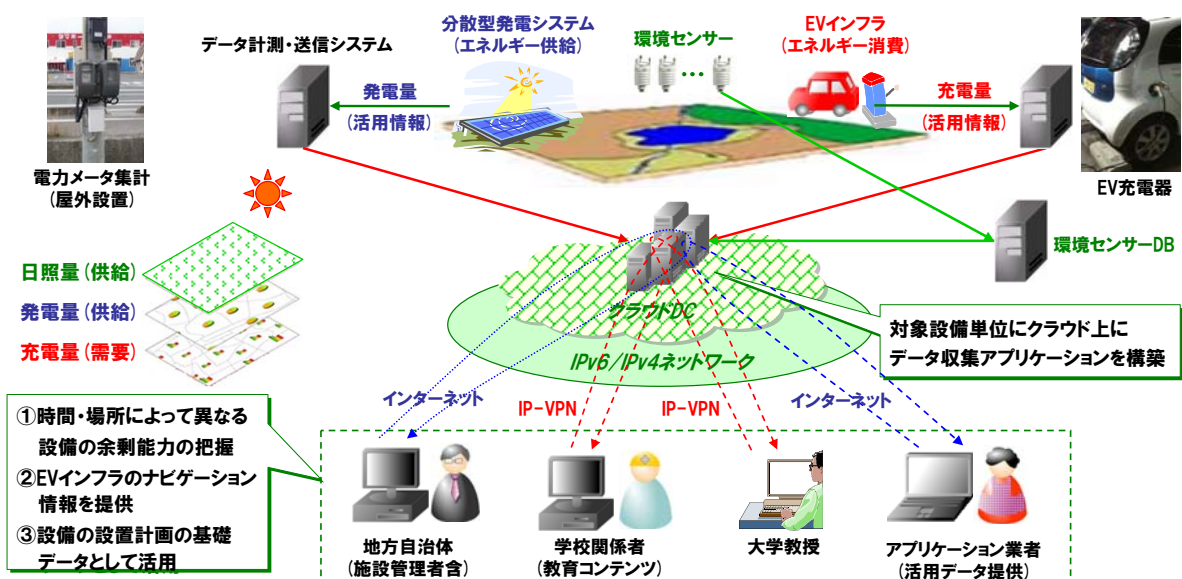 データ計測・送信システム
分散型発電システム
(エネルギー供給)
環境センサー
EVインフラ
(エネルギー消費)
発電量
(活用情報)
…
充電量
(活用情報)
電力メータ集計
(屋外設置)
EV充電器
環境センサーDB
日照量(供給)
発電量(供給)
充電量(需要)
クラウドDC
IPv6/IPv4ネットワーク
対象設備単位にクラウド上に
データ収集アプリケーションを構築
インターネット
IP-VPN
IP-VPN
インターネット
①時間・場所によって異なる
設備の余剰能力の把握
②EVインフラのナビゲーション
情報を提供
③設備の設置計画の基礎
データとして活用
地方自治体
(施設管理者含)
学校関係者
(教育コンテンツ)
大学教授
アプリケーション業者
(活用データ提供)